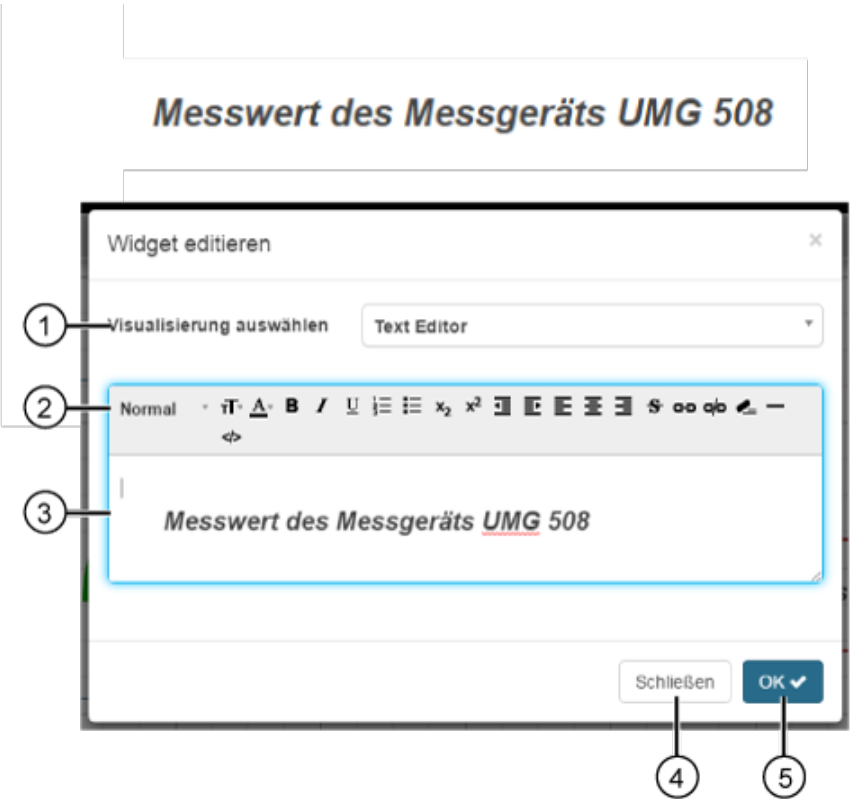 Messwert des Messgeräts UMG 508
Widget editieren ×
1 Visualisierung auswählen Text Editor
2 Normal TT A B I U x₂ x² S
</>
3 Messwert des Messgeräts UMG 508
Schließen OK ✔
4 5